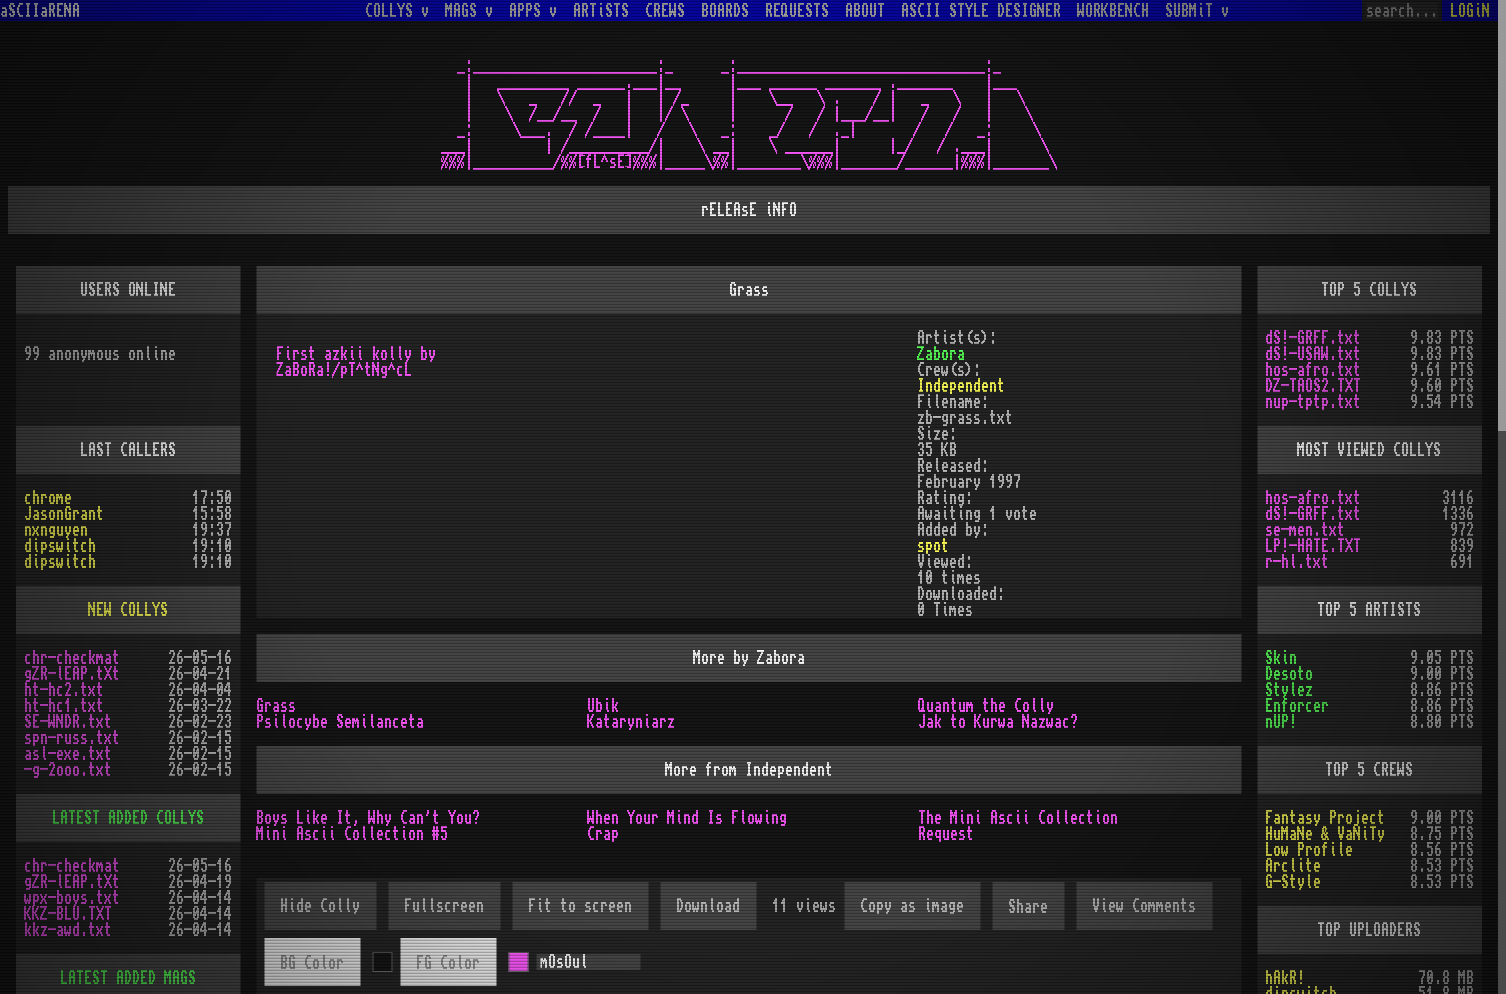 aSCIIaRENA
COLLYS v MAGS v APPS v ARTiSTS CREWS BOARDS REQUESTS ABOUT ASCII STYLE DESIGNER WORKBENCH SUBMiT v
search... LOGiN
[fL^sE]
rELEAsE iNFO
USERS ONLINE
99 anonymous online
LAST CALLERS
chrome 17:50
JasonGrant 15:58
nxnguyen 19:37
dipswitch 19:10
dipswitch 19:10
NEW COLLYS
chr-checkmat 26-05-16
gZR-lEAP.tXt 26-04-21
ht-hc2.txt 26-04-04
ht-hc1.txt 26-03-22
SE-WNDR.txt 26-02-23
spn-russ.txt 26-02-15
asl-exe.txt 26-02-15
-g-2ooo.txt 26-02-15
LATEST ADDED COLLYS
chr-checkmat 26-05-16
gZR-lEAP.tXt 26-04-19
wpx-boys.txt 26-04-14
KKZ-BLU.TXT 26-04-14
kkz-awd.txt 26-04-14
LATEST ADDED MAGS
Grass
First azkii kolly by
ZaBoRa!/pT^tNg^cL
Artist(s):
Zabora
Crew(s):
Independent
Filename:
zb-grass.txt
Size:
35 KB
Released:
February 1997
Rating:
Awaiting 1 vote
Added by:
spot
Viewed:
10 times
Downloaded:
0 Times
More by Zabora
Grass Ubik Quantum the Colly
Psilocybe Semilanceta Kataryniarz Jak to Kurwa Nazwac?
More from Independent
Boys Like It, Why Can't You? When Your Mind Is Flowing The Mini Ascii Collection
Mini Ascii Collection #5 Crap Request
Hide Colly Fullscreen Fit to screen Download 11 views Copy as image Share View Comments
BG Color FG Color mOsOul
TOP 5 COLLYS
dS!-GRFF.txt 9.83 PTS
dS!-USAW.txt 9.83 PTS
hos-afro.txt 9.61 PTS
DZ-TAOS2.TXT 9.60 PTS
nup-tptp.txt 9.54 PTS
MOST VIEWED COLLYS
hos-afro.txt 3116
dS!-GRFF.txt 1336
se-men.txt 972
LP!-HATE.TXT 839
r-hl.txt 691
TOP 5 ARTISTS
Skin 9.05 PTS
Desoto 9.00 PTS
Stylez 8.86 PTS
Enforcer 8.86 PTS
nUP! 8.80 PTS
TOP 5 CREWS
Fantasy Project 9.00 PTS
HuMaNe & VaNiTy 8.75 PTS
Low Profile 8.56 PTS
Arclite 8.53 PTS
G-Style 8.53 PTS
TOP UPLOADERS
hAkR! 70.8 MB
dipswitch 51.8 MB